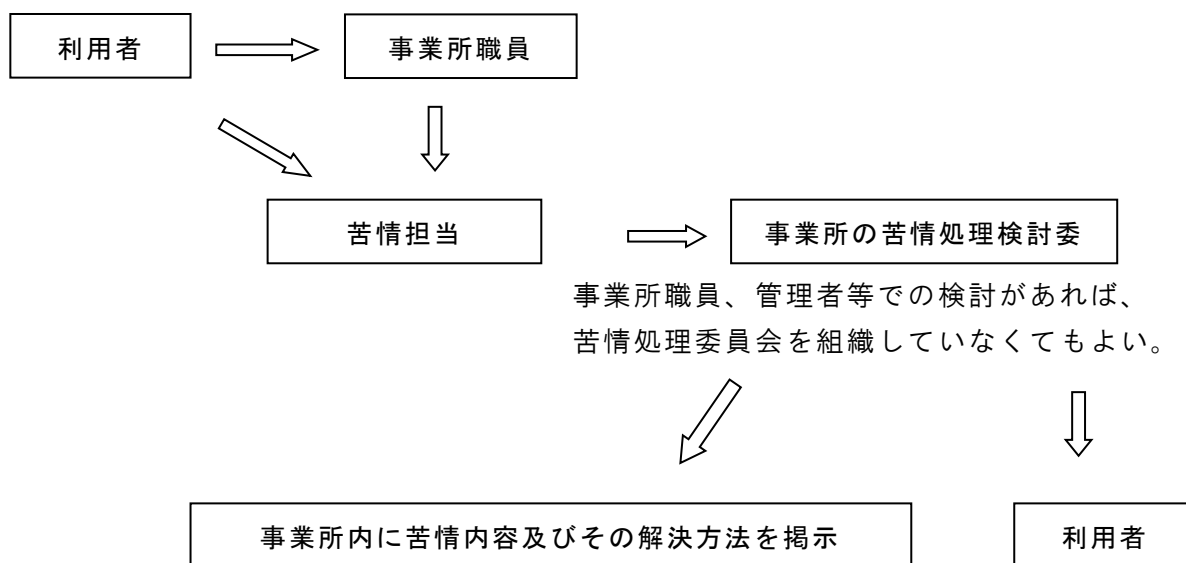 利用者
事業所職員
苦情担当
事業所の苦情処理検討委
事業所職員、管理者等での検討があれば、
苦情処理委員会を組織していなくてもよい。
事業所内に苦情内容及びその解決方法を掲示
利用者